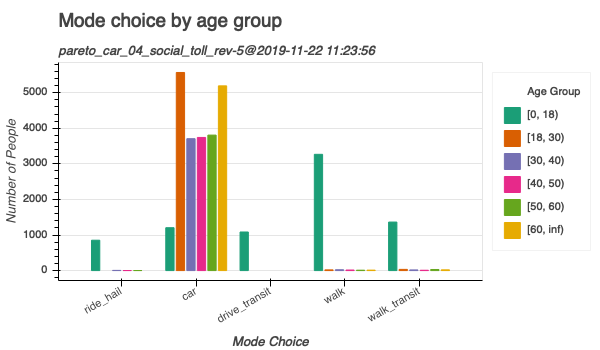 Mode choice by age group
pareto_car_04_social_toll_rev-5@2019-11-22 11:23:56
Number of People
5000
4000
3000
2000
1000
0
ride_hail
car
drive_transit
walk
walk_transit
Mode Choice
Age Group
[0, 18)
[18, 30)
[30, 40)
[40, 50)
[50, 60)
[60, inf)